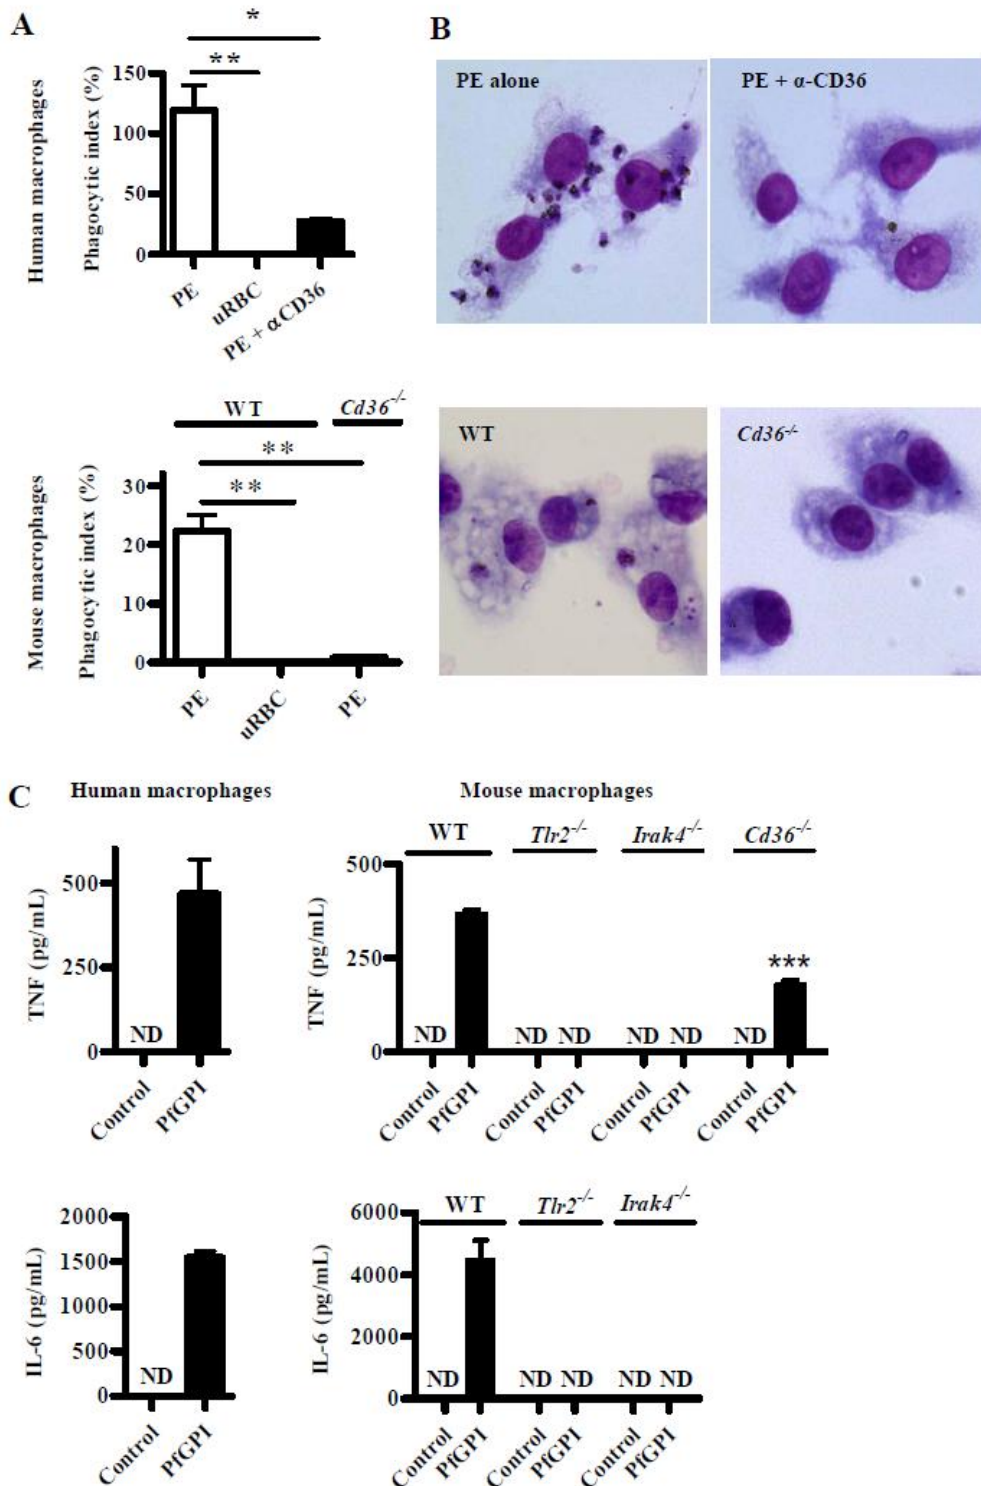 A
B
*
**
Human macrophages
Phagocytic index (%)
150
100
50
0
PE
uRBC
PE + αCD36
PE alone
PE + α-CD36
WT
Cd36-/-
**
**
Mouse macrophages
Phagocytic index (%)
30
20
10
0
PE
uRBC
PE
WT
Cd36-/-
C
Human macrophages
Mouse macrophages
TNF (pg/mL)
500
250
0
ND
Control
PfGPI
WT
Tlr2-/-
Irak4-/-
Cd36-/-
TNF (pg/mL)
500
250
0
ND
ND ND
ND ND
ND
***
Control
PfGPI
Control
PfGPI
Control
PfGPI
Control
PfGPI
IL-6 (pg/mL)
2000
1500
1000
500
0
ND
Control
PfGPI
WT
Tlr2-/-
Irak4-/-
IL-6 (pg/mL)
6000
4000
2000
0
ND
ND ND
ND ND
Control
PfGPI
Control
PfGPI
Control
PfGPI